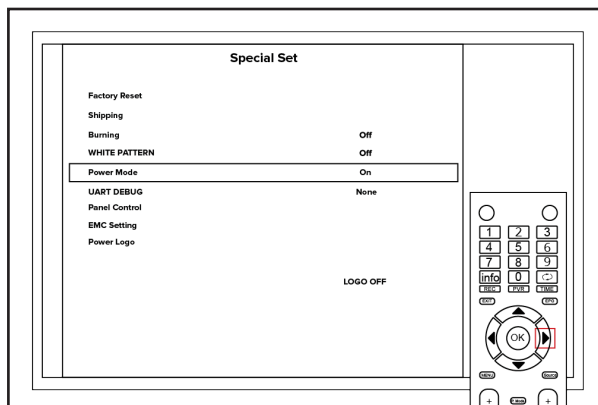 Special Set
Factory Reset
Shipping
Burning Off
WHITE PATTERN Off
Power Mode On
UART DEBUG None
Panel Control
EMC Setting
Power Logo
LOGO OFF
1 2 3
4 5 6
7 8 9
info 0
REC PVR TIME
EXIT EPG
OK
MENU Source
+ P.Mode +